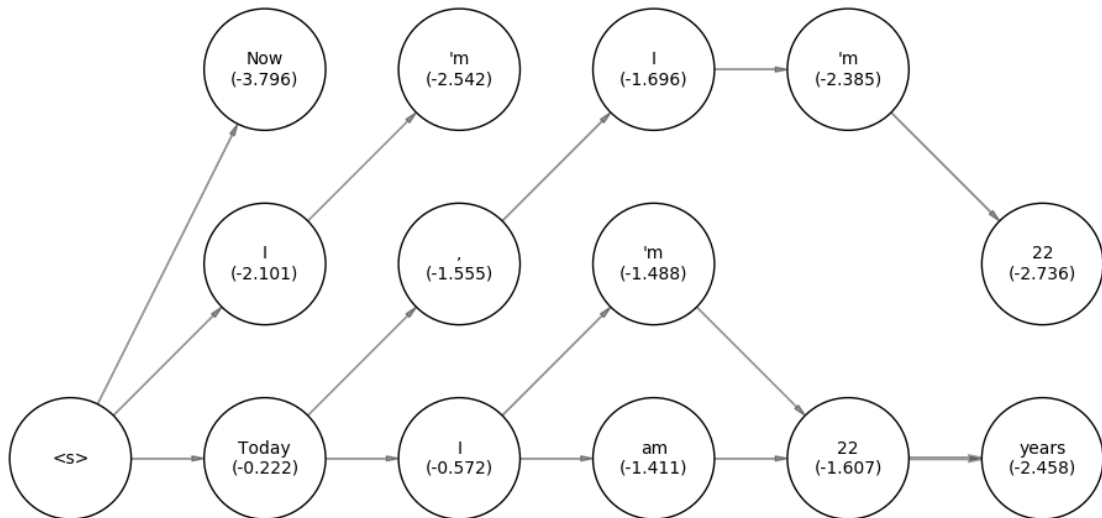 Now
(-3.796)
'm
(-2.542)
I
(-1.696)
'm
(-2.385)
I
(-2.101)
,
(-1.555)
'm
(-1.488)
22
(-2.736)
<s>
Today
(-0.222)
I
(-0.572)
am
(-1.411)
22
(-1.607)
years
(-2.458)